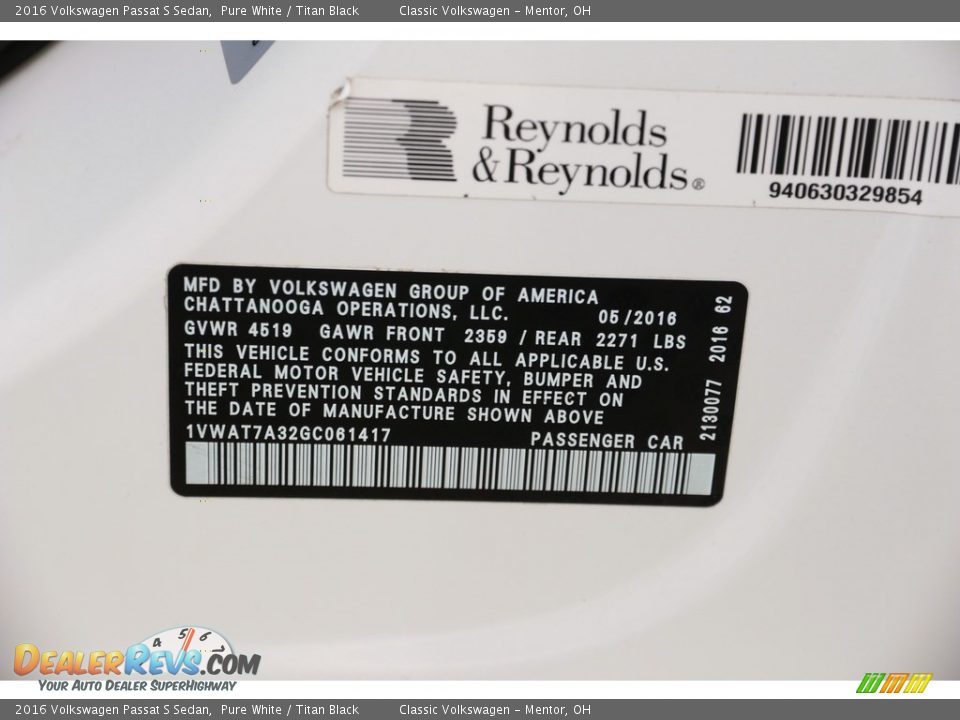 2016 Volkswagen Passat S Sedan,  Pure White / Titan Black        Classic Volkswagen - Mentor, OH
Reynolds
&Reynolds®
940630329854
MFD BY VOLKSWAGEN GROUP OF AMERICA
CHATTANOOGA OPERATIONS, LLC.    05/2016
GVWR 4519  GAWR FRONT  2359 / REAR 2271 LBS
THIS VEHICLE CONFORMS TO ALL APPLICABLE U.S.
FEDERAL MOTOR VEHICLE SAFETY, BUMPER AND
THEFT PREVENTION STANDARDS IN EFFECT ON
THE DATE OF MANUFACTURE SHOWN ABOVE
1VWAT7A32GC061417    PASSENGER CAR
2130077  2016 62
4 5 6 7
DEALERREVS.COM
YOUR AUTO DEALER SUPERHIGHWAY
2016 Volkswagen Passat S Sedan,  Pure White / Titan Black        Classic Volkswagen - Mentor, OH